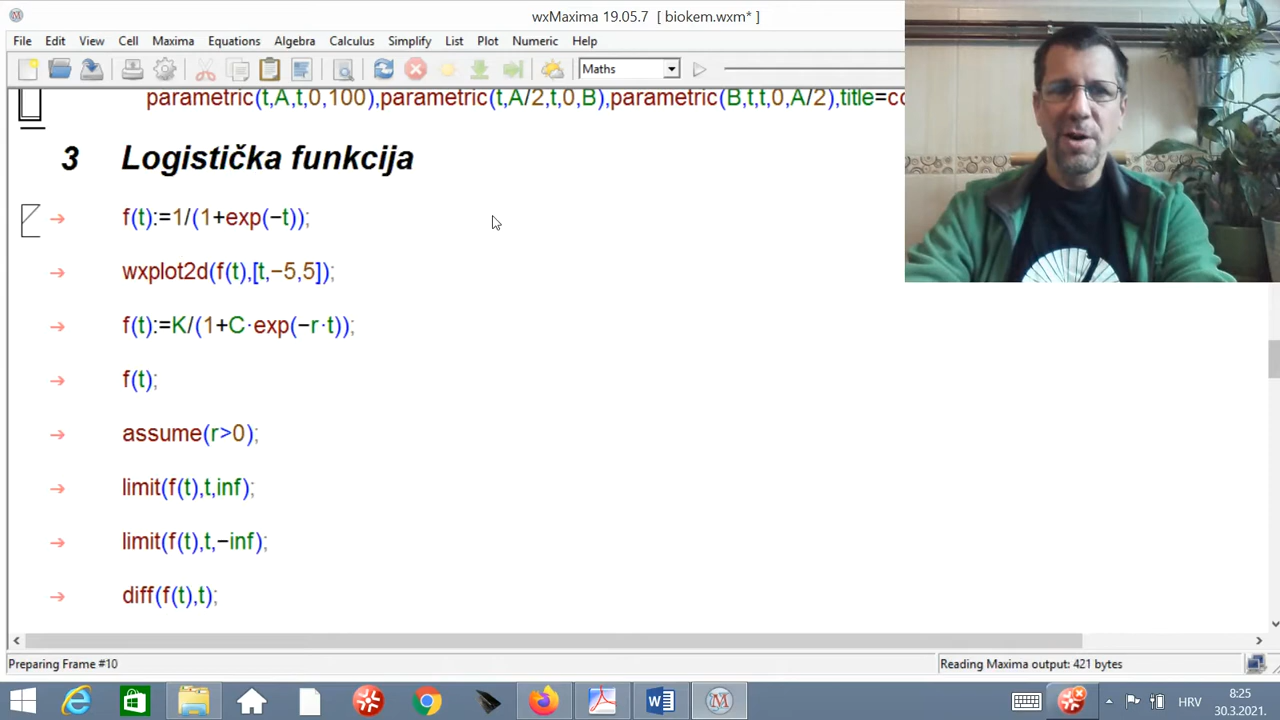 wxMaxima 19.05.7 [ biokem.wxm* ]
File Edit View Cell Maxima Equations Algebra Calculus Simplify List Plot Numeric Help
Maths
parametric(t,A,t,0,100),parametric(t,A/2,t,0,B),parametric(B,t,t,0,A/2),title=co
3 Logistička funkcija
f(t):=1/(1+exp(−t));
wxplot2d(f(t),[t,−5,5]);
f(t):=K/(1+C·exp(−r·t));
f(t);
assume(r>0);
limit(f(t),t,inf);
limit(f(t),t,−inf);
diff(f(t),t);
Preparing Frame #10
Reading Maxima output: 421 bytes
HRV
8:25
30.3.2021.